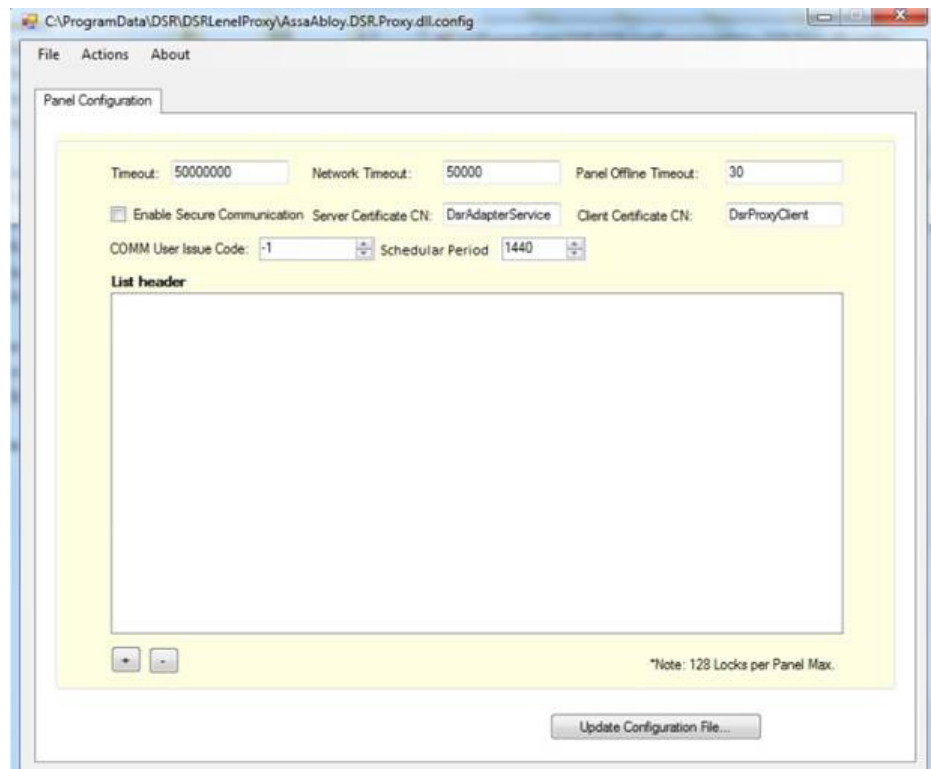 C:\ProgramData\DSR\DSRLenelProxy\AssaAbloy.DSR.Proxy.dll.config
File Actions About
Panel Configuration
Timeout: 50000000 Network Timeout: 50000 Panel Offline Timeout: 30
Enable Secure Communication Server Certificate CN: DsrAdapterService Client Certificate CN: DsrProxyClient
COMM User Issue Code: -1 Schedular Period 1440
List header
+ -
*Note: 128 Locks per Panel Max.
Update Configuration File...